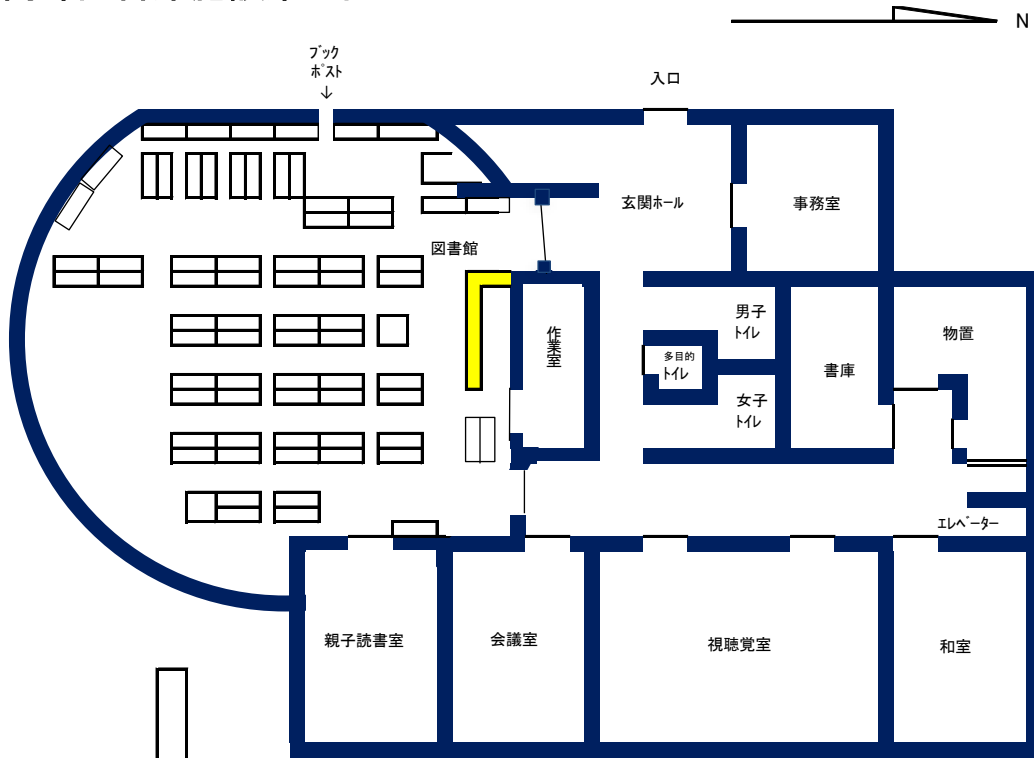 N
ﾌﾞｯｸ
ﾎﾟｽﾄ
↓
入口
玄関ホール
事務室
図書館
作業室
男子
ﾄｲﾚ
多目的
ﾄｲﾚ
女子
ﾄｲﾚ
書庫
物置
ｴﾚﾍﾞｰﾀｰ
親子読書室
会議室
視聴覚室
和室